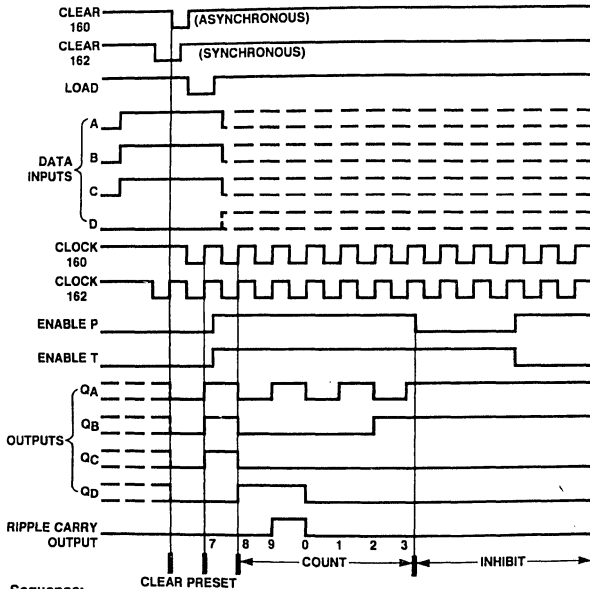 CLEAR
160
(ASYNCHRONOUS)
CLEAR
162
(SYNCHRONOUS)
LOAD
DATA
INPUTS
A
B
C
D
CLOCK
160
CLOCK
162
ENABLE P
ENABLE T
OUTPUTS
QA
QB
QC
QD
RIPPLE CARRY
OUTPUT
7 8 9 0 1 2 3
COUNT
INHIBIT
CLEAR PRESET
Sequence: